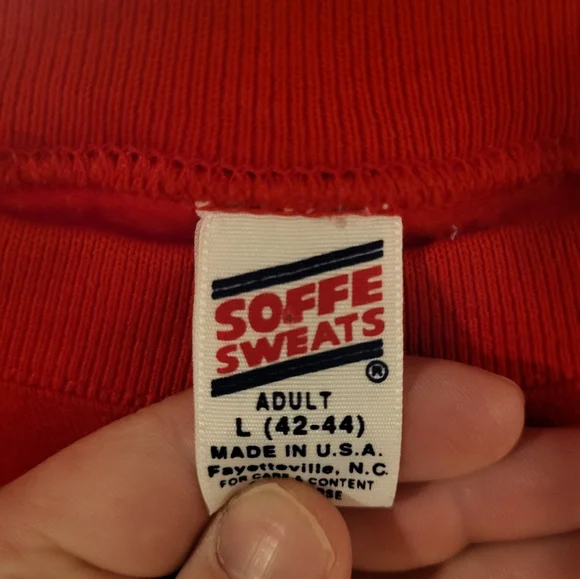 SOFFE
SWEATS
®
ADULT
L (42-44)
MADE IN U.S.A.
Fayetteville, N.C.
FOR CARE & CONTENT